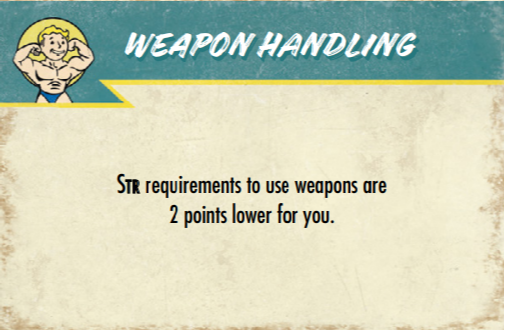 WEAPON HANDLING
STR requirements to use weapons are
2 points lower for you.